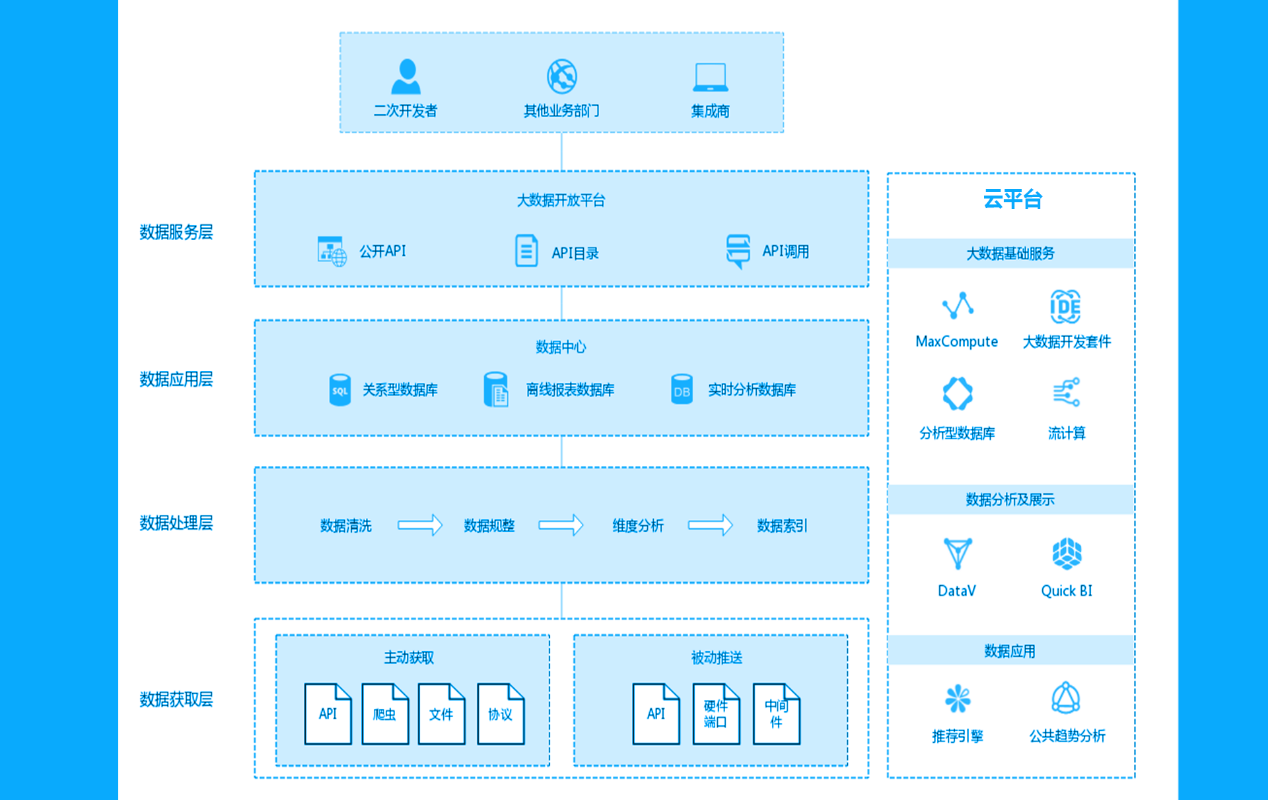 二次开发者
其他业务部门
集成商
数据服务层
大数据开放平台
公开API
API目录
API调用
数据应用层
数据中心
SQL
关系型数据库
离线报表数据库
DB
实时分析数据库
数据处理层
数据清洗
数据规整
维度分析
数据索引
数据获取层
主动获取
API
爬虫
文件
协议
被动推送
API
硬件
端口
中间
件
云平台
大数据基础服务
MaxCompute
IDE
大数据开发套件
分析型数据库
流计算
数据分析及展示
DataV
Quick BI
数据应用
推荐引擎
公共趋势分析